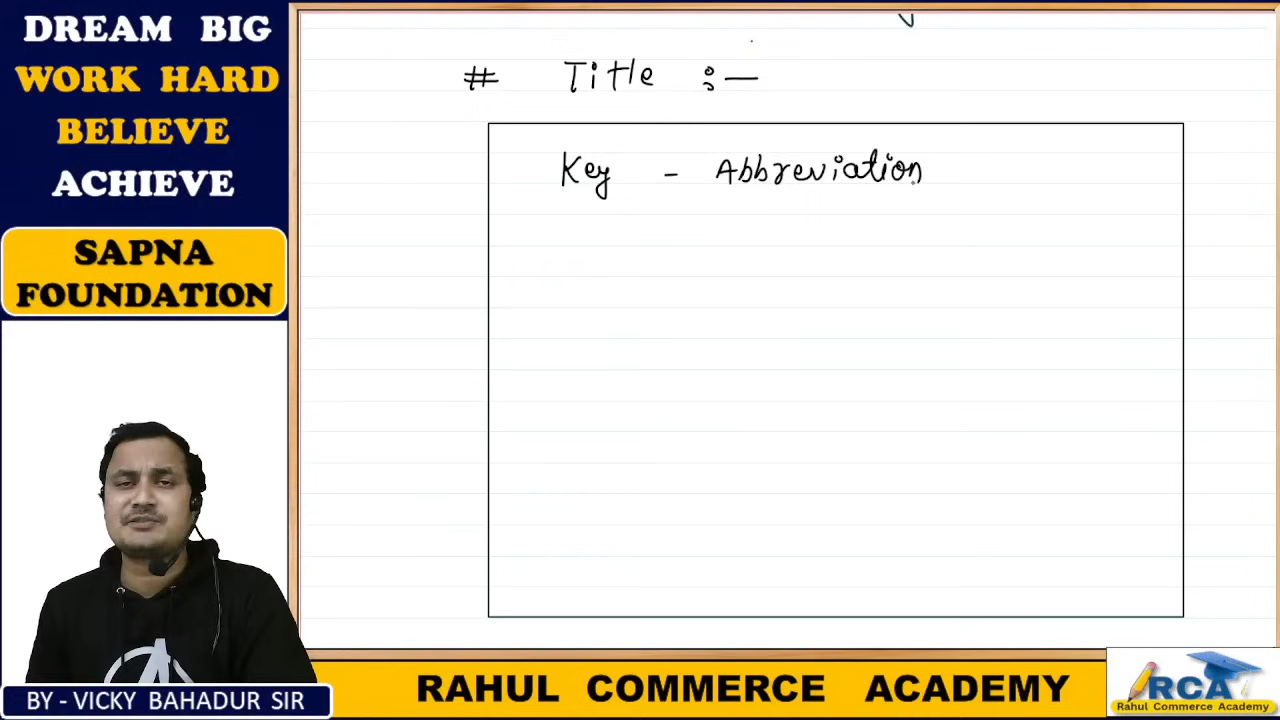 DREAM BIG
WORK HARD
BELIEVE
ACHIEVE
SAPNA
FOUNDATION
# Title :—
Key - Abbreviation
BY - VICKY BAHADUR SIR
RAHUL COMMERCE ACADEMY
RCA
Rahul Commerce Academy